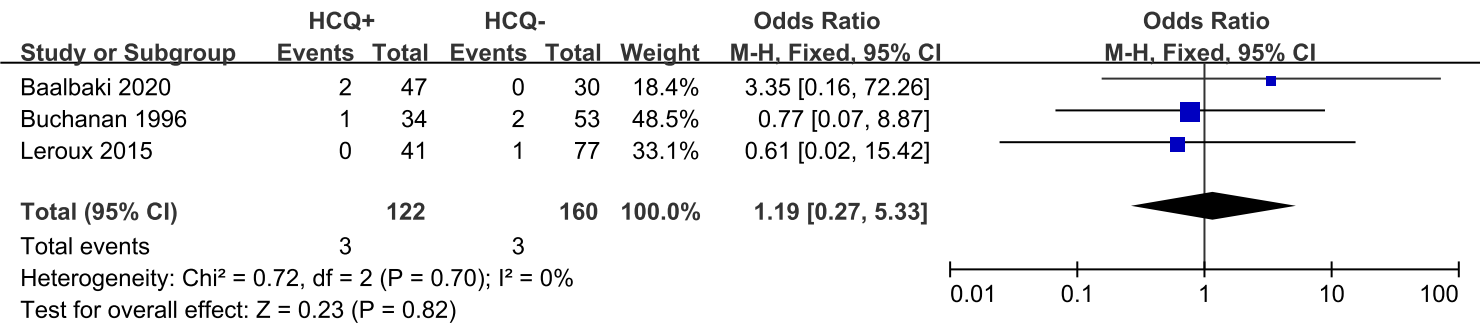 HCQ+ HCQ- Odds Ratio Odds Ratio
Study or Subgroup Events Total Events Total Weight M-H, Fixed, 95% CI M-H, Fixed, 95% CI
Baalbaki 2020 2 47 0 30 18.4% 3.35 [0.16, 72.26]
Buchanan 1996 1 34 2 53 48.5% 0.77 [0.07, 8.87]
Leroux 2015 0 41 1 77 33.1% 0.61 [0.02, 15.42]
Total (95% CI) 122 160 100.0% 1.19 [0.27, 5.33]
Total events 3 3
Heterogeneity: Chi² = 0.72, df = 2 (P = 0.70); I² = 0%
Test for overall effect: Z = 0.23 (P = 0.82)
0.01 0.1 1 10 100